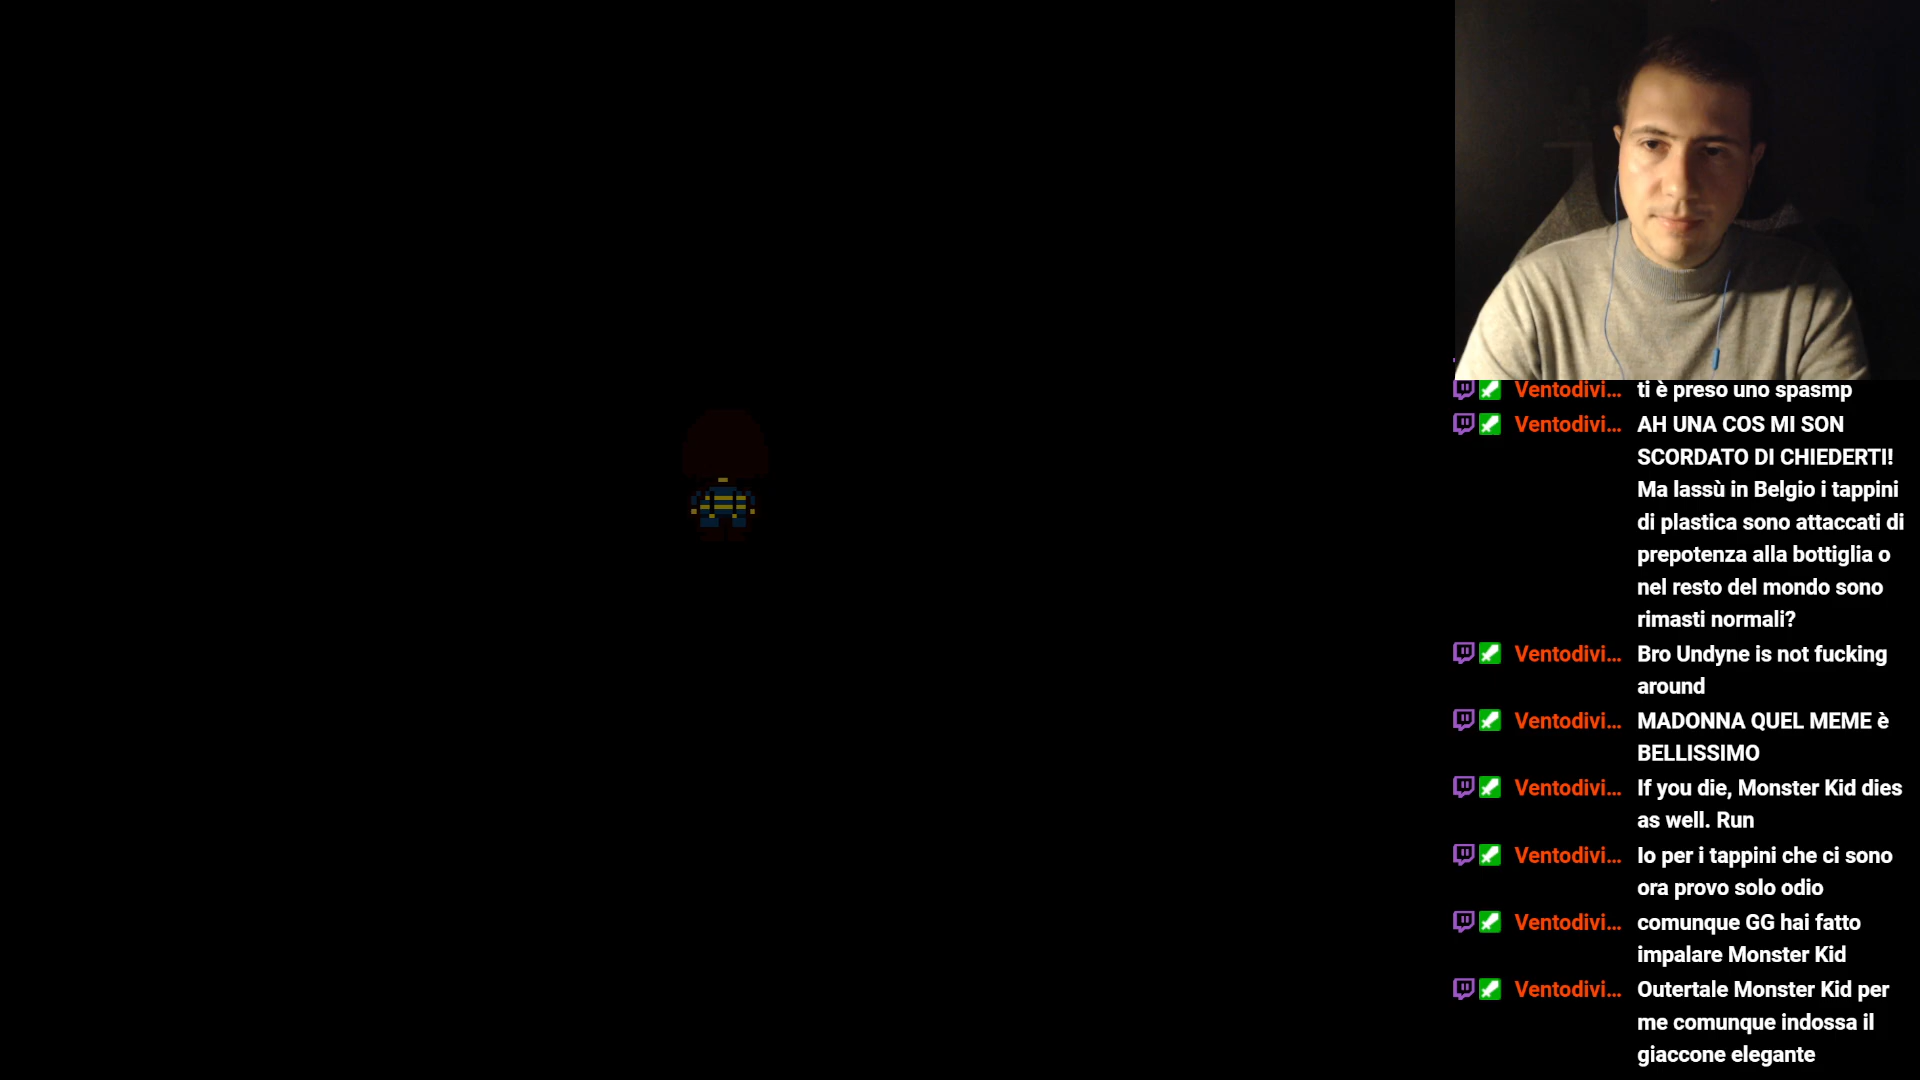 Ventodivi... ti è preso uno spasmp
Ventodivi... AH UNA COS MI SON
SCORDATO DI CHIEDERTI!
Ma lassù in Belgio i tappini
di plastica sono attaccati di
prepotenza alla bottiglia o
nel resto del mondo sono
rimasti normali?
Ventodivi... Bro Undyne is not fucking
around
Ventodivi... MADONNA QUEL MEME è
BELLISSIMO
Ventodivi... If you die, Monster Kid dies
as well. Run
Ventodivi... Io per i tappini che ci sono
ora provo solo odio
Ventodivi... comunque GG hai fatto
impalare Monster Kid
Ventodivi... Outertale Monster Kid per
me comunque indossa il
giaccone elegante